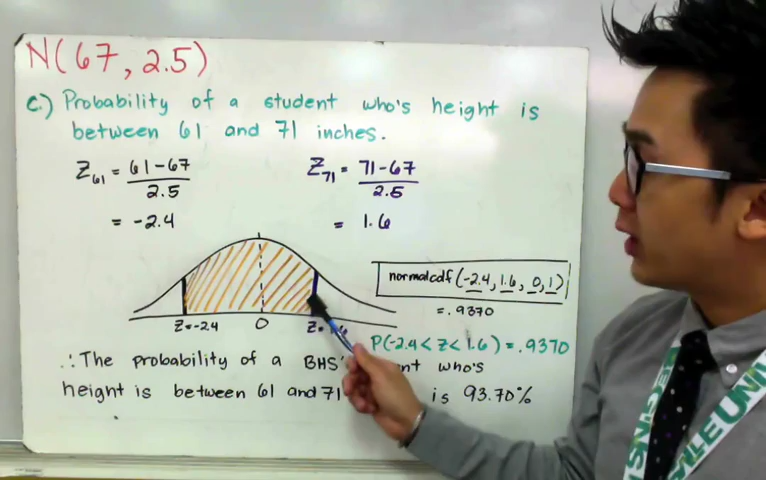 N(67, 2.5)
c.) Probability of a student who's height is
between 61 and 71 inches.
Z61 = 61-67 / 2.5
= -2.4
Z71 = 71-67 / 2.5
= 1.6
normalcdf(-2.4, 1.6, 0, 1)
= .9370
Z=-2.4 0 Z=
P(-2.4 < Z < 1.6) = .9370
∴ The probability of a BHS who's
height is between 61 and 71 is 93.70%